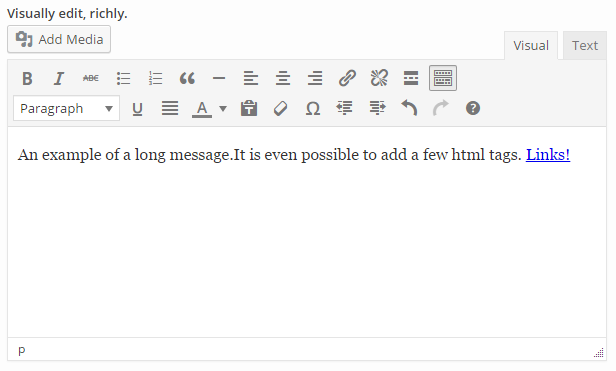 Visually edit, richly.
Add Media
Visual Text
B I ABC
Paragraph U A T Ω ?
An example of a long message.It is even possible to add a few html tags. Links!
p